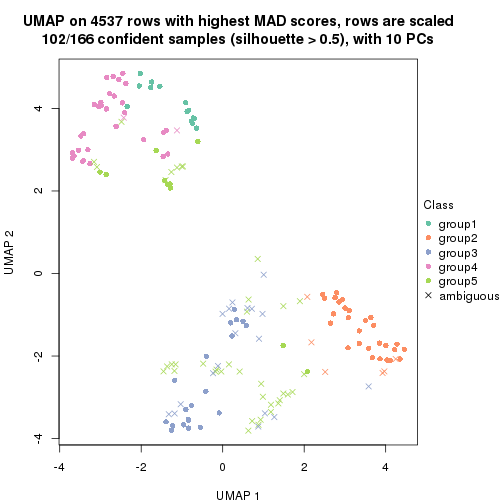 UMAP on 4537 rows with highest MAD scores, rows are scaled
102/166 confident samples (silhouette > 0.5), with 10 PCs
4
2
0
-2
-4
UMAP 2
-4
-2
0
2
4
UMAP 1
Class
group1
group2
group3
group4
group5
ambiguous